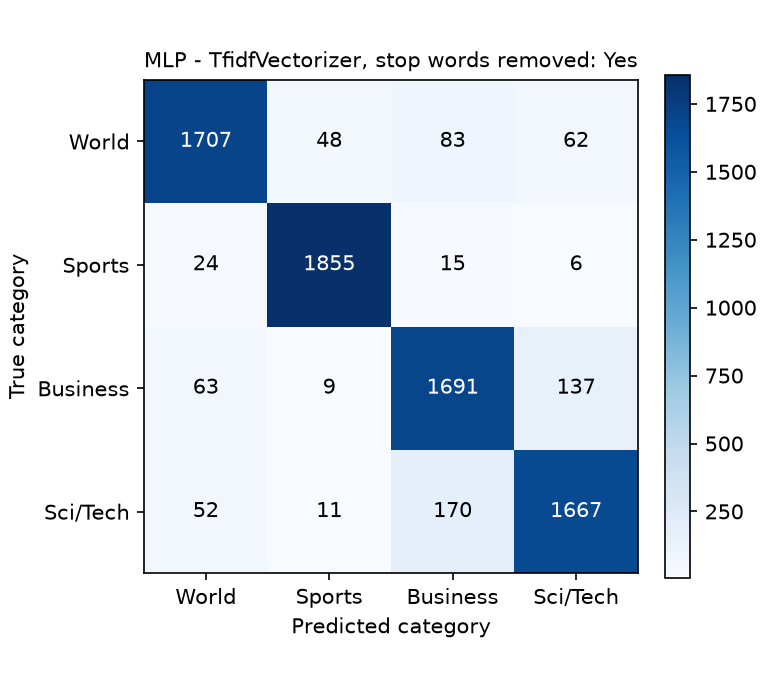 MLP - TfidfVectorizer, stop words removed: Yes
World 1707 48 83 62
Sports 24 1855 15 6
Business 63 9 1691 137
Sci/Tech 52 11 170 1667
World Sports Business Sci/Tech
Predicted category
True category
1750
1500
1250
1000
750
500
250